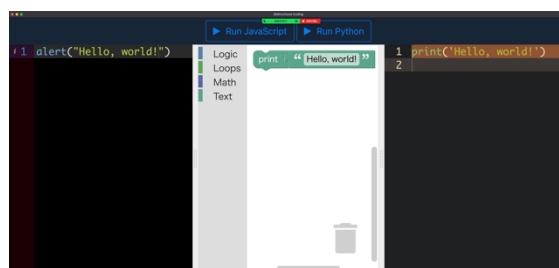 Run JavaScript Run Python
1 alert("Hello, world!")
Logic
Loops
Math
Text
print “ Hello, world! ”
1 print('Hello, world!')
2